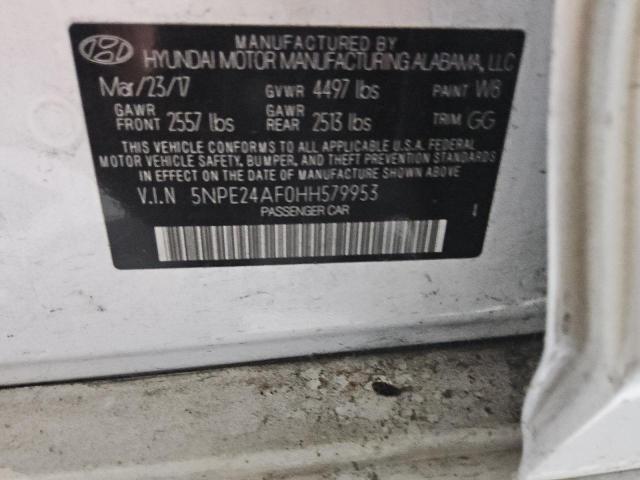 MANUFACTURED BY
HYUNDAI MOTOR MANUFACTURING ALABAMA, LLC
Mar/23/17 GVWR 4497 lbs PAINT W8
GAWR FRONT 2557 lbs GAWR REAR 2513 lbs TRIM GG
THIS VEHICLE CONFORMS TO ALL APPLICABLE U.S.A. FEDERAL
MOTOR VEHICLE SAFETY, BUMPER, AND THEFT PREVENTION STANDARDS
IN EFFECT ON THE DATE OF MANUFACTURE SHOWN ABOVE
V.I.N 5NPE24AF0HH579953
PASSENGER CAR 1